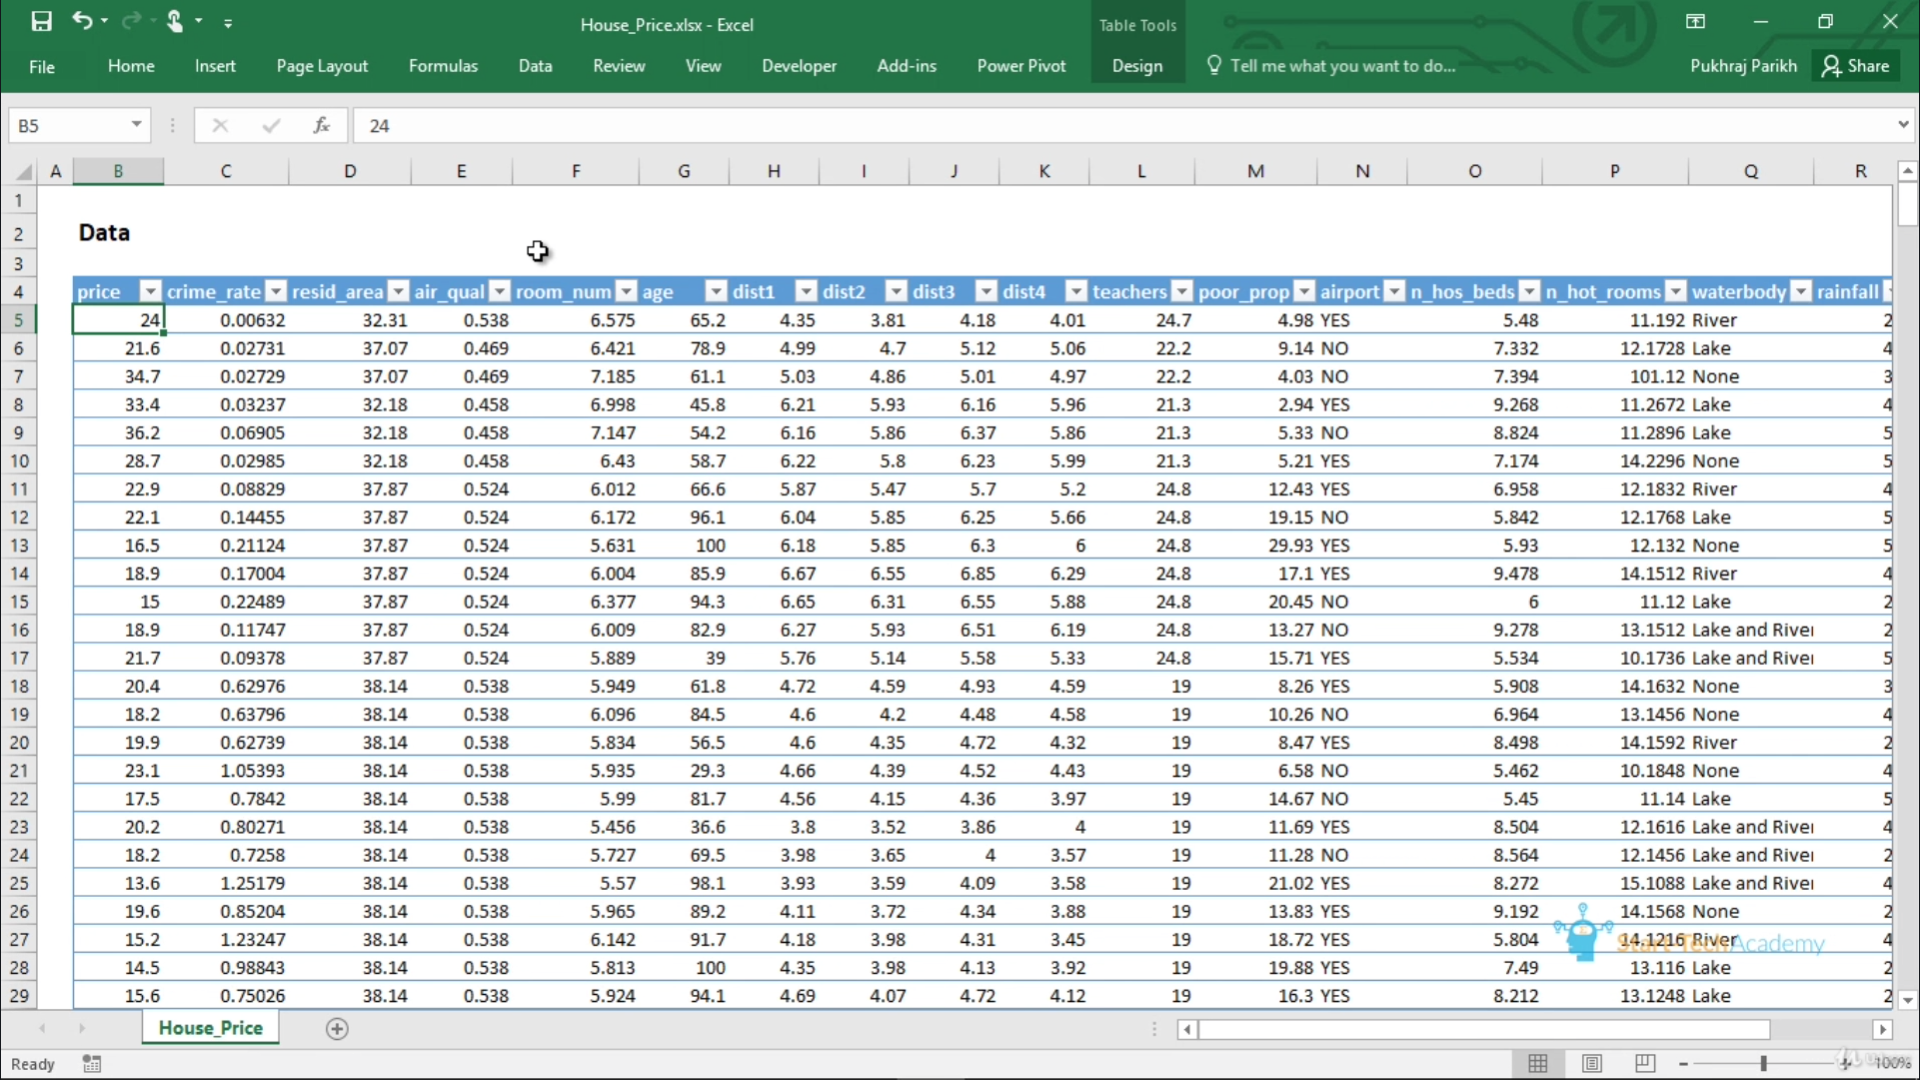 House_Price.xlsx - Excel
Table Tools
File Home Insert Page Layout Formulas Data Review View Developer Add-ins Power Pivot Design Tell me what you want to do... Pukhraj Parikh Share
B5 fx 24
A B C D E F G H I J K L M N O P Q R
1
2 Data
3
4 price crime_rate resid_area air_qual room_num age dist1 dist2 dist3 dist4 teachers poor_prop airport n_hos_beds n_hot_rooms waterbody rainfall
5 24 0.00632 32.31 0.538 6.575 65.2 4.35 3.81 4.18 4.01 24.7 4.98 YES 5.48 11.192 River 2
6 21.6 0.02731 37.07 0.469 6.421 78.9 4.99 4.7 5.12 5.06 22.2 9.14 NO 7.332 12.1728 Lake 4
7 34.7 0.02729 37.07 0.469 7.185 61.1 5.03 4.86 5.01 4.97 22.2 4.03 NO 7.394 101.12 None 3
8 33.4 0.03237 32.18 0.458 6.998 45.8 6.21 5.93 6.16 5.96 21.3 2.94 YES 9.268 11.2672 Lake 4
9 36.2 0.06905 32.18 0.458 7.147 54.2 6.16 5.86 6.37 5.86 21.3 5.33 NO 8.824 11.2896 Lake 5
10 28.7 0.02985 32.18 0.458 6.43 58.7 6.22 5.8 6.23 5.99 21.3 5.21 YES 7.174 14.2296 None 5
11 22.9 0.08829 37.87 0.524 6.012 66.6 5.87 5.47 5.7 5.2 24.8 12.43 YES 6.958 12.1832 River 4
12 22.1 0.14455 37.87 0.524 6.172 96.1 6.04 5.85 6.25 5.66 24.8 19.15 NO 5.842 12.1768 Lake 5
13 16.5 0.21124 37.87 0.524 5.631 100 6.18 5.85 6.3 6 24.8 29.93 YES 5.93 12.132 None 5
14 18.9 0.17004 37.87 0.524 6.004 85.9 6.67 6.55 6.85 6.29 24.8 17.1 YES 9.478 14.1512 River 4
15 15 0.22489 37.87 0.524 6.377 94.3 6.65 6.31 6.55 5.88 24.8 20.45 NO 6 11.12 Lake 2
16 18.9 0.11747 37.87 0.524 6.009 82.9 6.27 5.93 6.51 6.19 24.8 13.27 NO 9.278 13.1512 Lake and River 2
17 21.7 0.09378 37.87 0.524 5.889 39 5.76 5.14 5.58 5.33 24.8 15.71 YES 5.534 10.1736 Lake and River 5
18 20.4 0.62976 38.14 0.538 5.949 61.8 4.72 4.59 4.93 4.59 19 8.26 YES 5.908 14.1632 None 3
19 18.2 0.63796 38.14 0.538 6.096 84.5 4.6 4.2 4.48 4.58 19 10.26 NO 6.964 13.1456 None 4
20 19.9 0.62739 38.14 0.538 5.834 56.5 4.6 4.35 4.72 4.32 19 8.47 YES 8.498 14.1592 River 2
21 23.1 1.05393 38.14 0.538 5.935 29.3 4.66 4.39 4.52 4.43 19 6.58 NO 5.462 10.1848 None 4
22 17.5 0.7842 38.14 0.538 5.99 81.7 4.56 4.15 4.36 3.97 19 14.67 NO 5.45 11.14 Lake 5
23 20.2 0.80271 38.14 0.538 5.456 36.6 3.8 3.52 3.86 4 19 11.69 YES 8.504 12.1616 Lake and River 4
24 18.2 0.7258 38.14 0.538 5.727 69.5 3.98 3.65 4 3.57 19 11.28 NO 8.564 12.1456 Lake and River 2
25 13.6 1.25179 38.14 0.538 5.57 98.1 3.93 3.59 4.09 3.58 19 21.02 YES 8.272 15.1088 Lake and River 4
26 19.6 0.85204 38.14 0.538 5.965 89.2 4.11 3.72 4.34 3.88 19 13.83 YES 9.192 14.1568 None 2
27 15.2 1.23247 38.14 0.538 6.142 91.7 4.18 3.98 4.31 3.45 19 18.72 YES 5.804 14.1216 River 4
Start-Tech Academy
28 14.5 0.98843 38.14 0.538 5.813 100 4.35 3.98 4.13 3.92 19 19.88 YES 7.49 13.116 Lake 2
29 15.6 0.75026 38.14 0.538 5.924 94.1 4.69 4.07 4.72 4.12 19 16.3 YES 8.212 13.1248 Lake 2
House_Price
Ready 100%